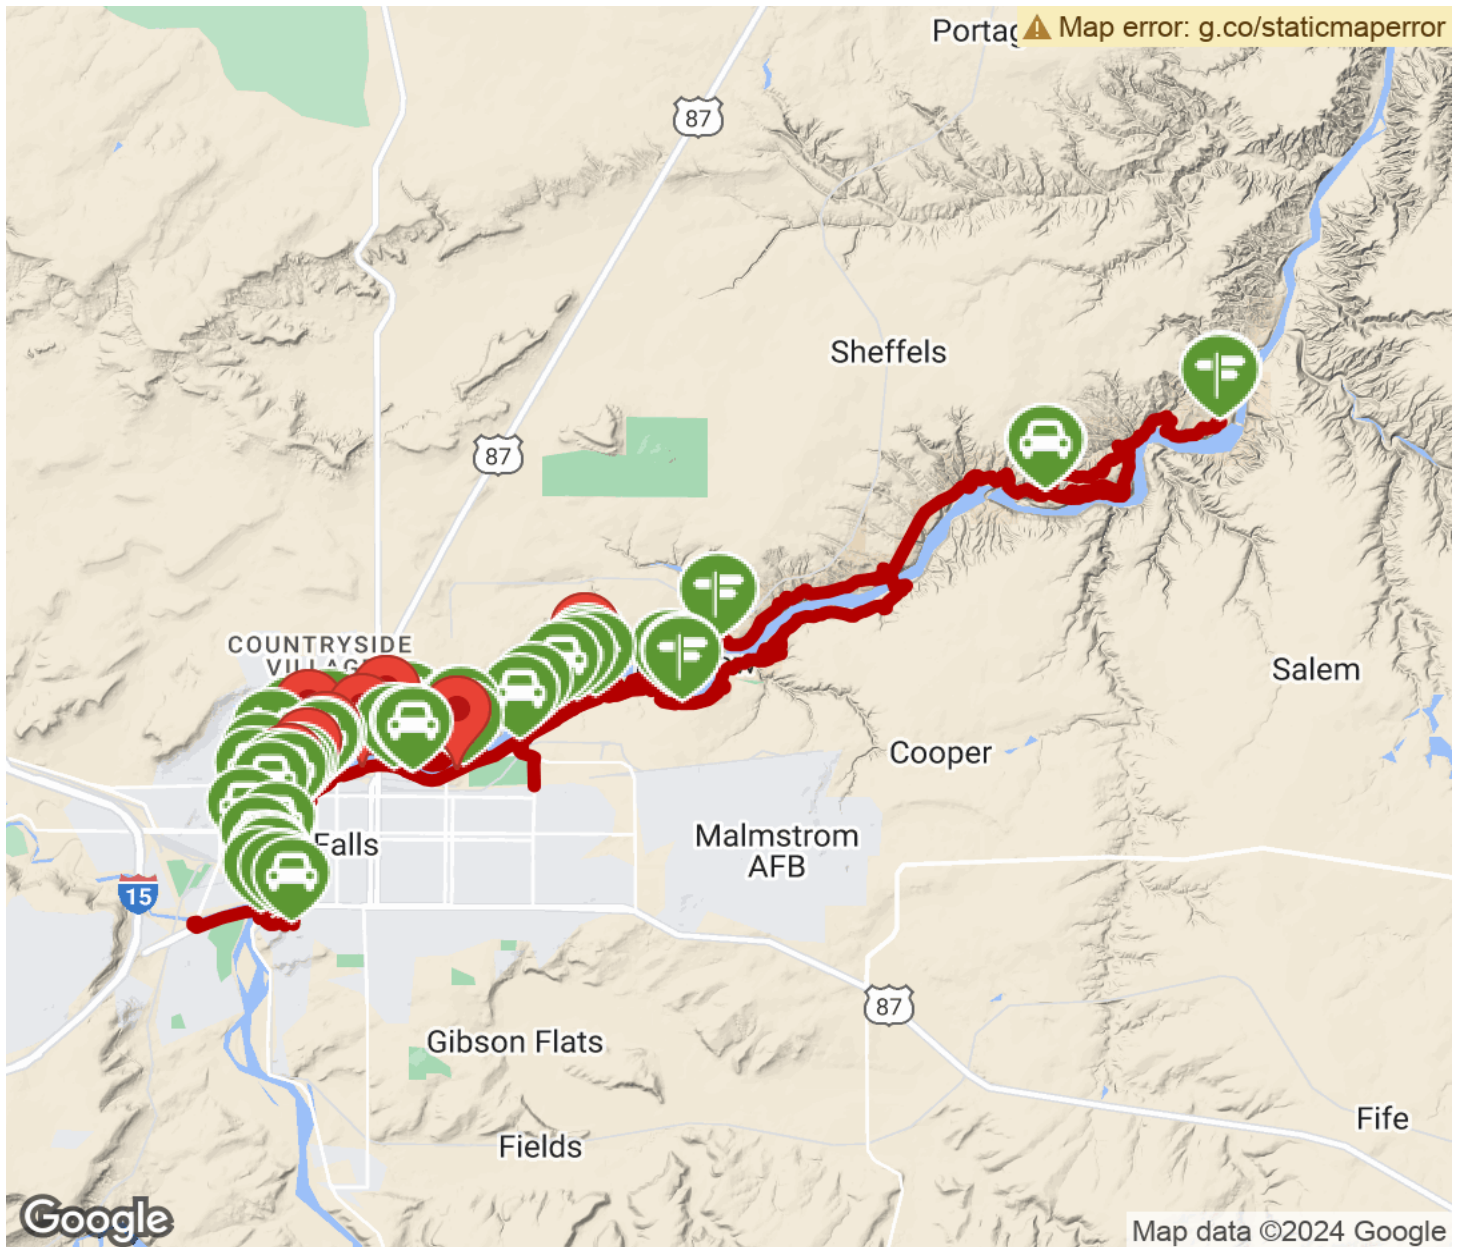 Portag
Map error: g.co/staticmaperror
87
Sheffels
87
COUNTRYSIDE
VILLAG
Salem
Cooper
Malmstrom
AFB
Falls
15
87
Gibson Flats
Fields
Fife
Google
Map data ©2024 Google